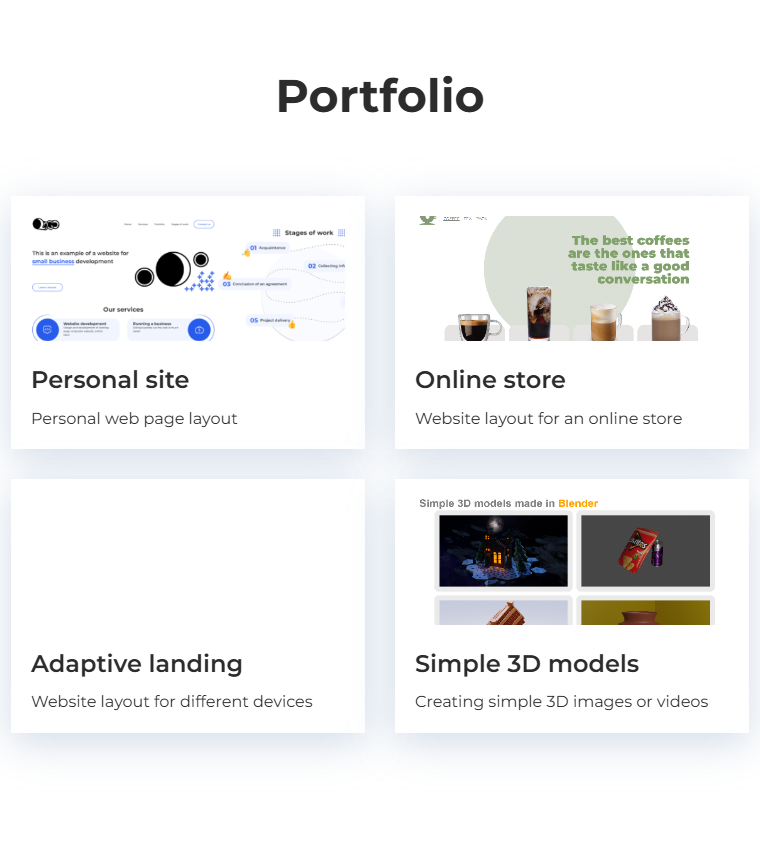 Portfolio
Stages of work
01 Acquaintance
This is an example of a website for
small business development
02 Collecting inf
03 Conclusion of an agreement
Our services
05 Project delivery
Website development
Running a business
The best coffees
are the ones that
taste like a good
conversation
Personal site
Personal web page layout
Online store
Website layout for an online store
Simple 3D models made in Blender
Adaptive landing
Website layout for different devices
Simple 3D models
Creating simple 3D images or videos